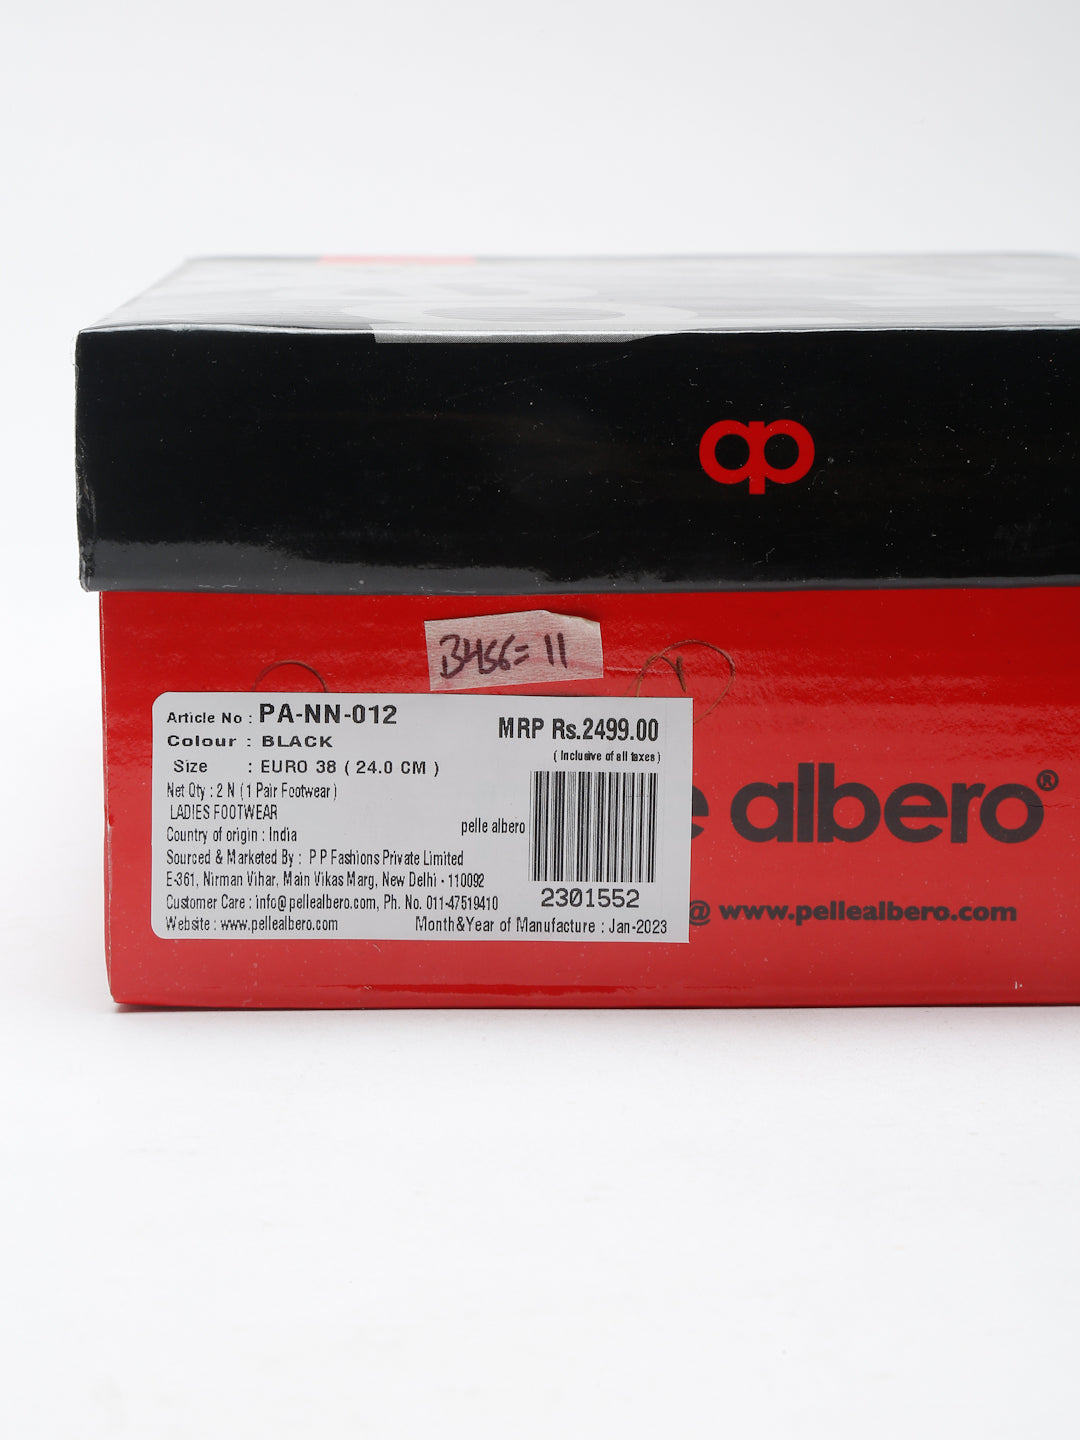 B456=11
Article No : PA-NN-012
Colour : BLACK
Size : EURO 38 ( 24.0 CM )
Net Qty : 2 N ( 1 Pair Footwear )
LADIES FOOTWEAR
Country of origin : India
Sourced & Marketed By : P P Fashions Private Limited
E-361, Nirman Vihar, Main Vikas Marg, New Delhi - 110092
Customer Care : info@pellealbero.com, Ph. No. 011-47519410
Website : www.pellealbero.com
MRP Rs.2499.00
( Inclusive of all taxes )
pelle albero
2301552
Month&Year of Manufacture : Jan-2023
e albero®
@ www.pellealbero.com